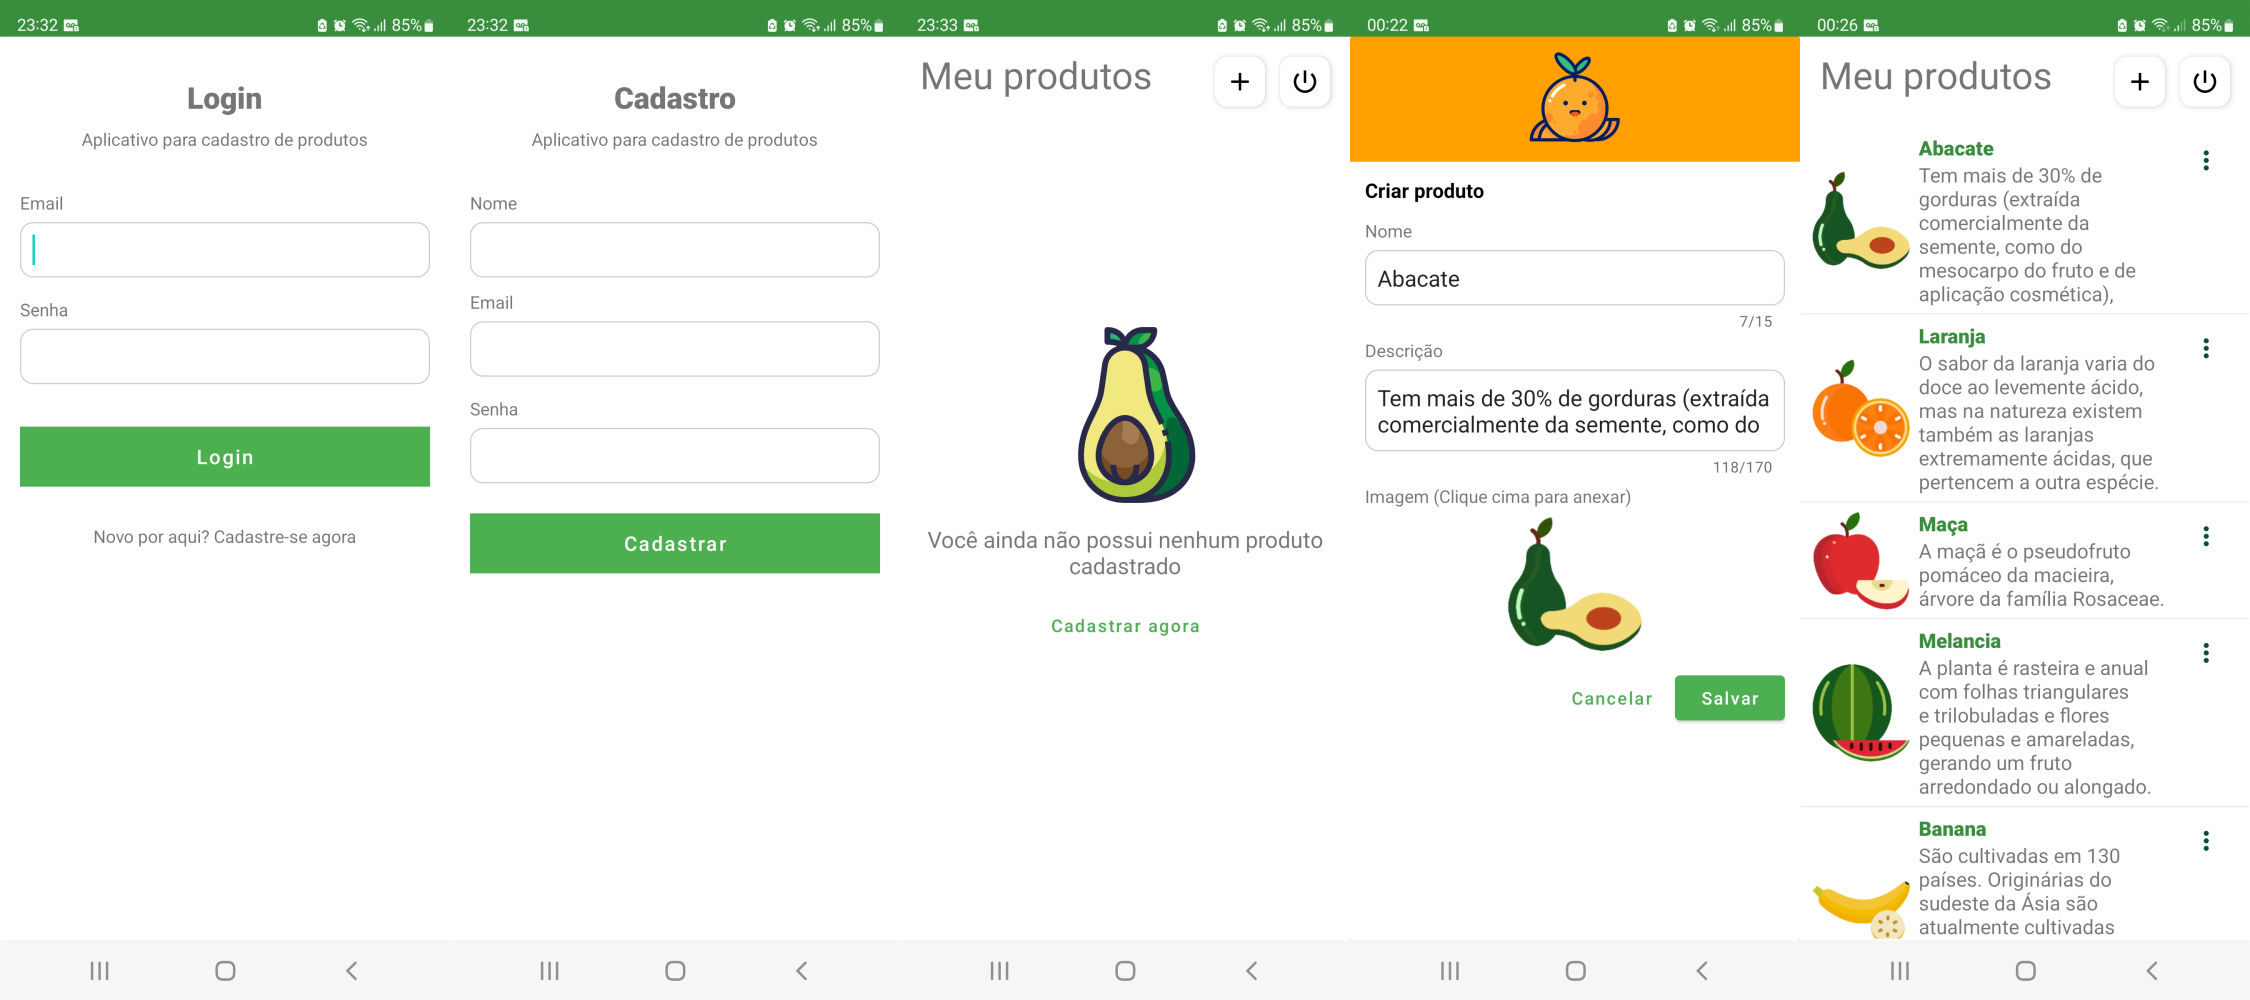 23:32
85%
Login
Aplicativo para cadastro de produtos
Email
Senha
Login
Novo por aqui? Cadastre-se agora
23:32
85%
Cadastro
Aplicativo para cadastro de produtos
Nome
Email
Senha
Cadastrar
23:33
85%
Meu produtos
Você ainda não possui nenhum produto
cadastrado
Cadastrar agora
00:22
85%
Criar produto
Nome
Abacate
7/15
Descrição
Tem mais de 30% de gorduras (extraída
comercialmente da semente, como do
118/170
Imagem (Clique cima para anexar)
Cancelar
Salvar
00:26
85%
Meu produtos
Abacate
Tem mais de 30% de
gorduras (extraída
comercialmente da
semente, como do
mesocarpo do fruto e de
aplicação cosmética),
Laranja
O sabor da laranja varia do
doce ao levemente ácido,
mas na natureza existem
também as laranjas
extremamente ácidas, que
pertencem a outra espécie.
Maça
A maçã é o pseudofruto
pomáceo da macieira,
árvore da família Rosaceae.
Melancia
A planta é rasteira e anual
com folhas triangulares
e trilobuladas e flores
pequenas e amareladas,
gerando um fruto
arredondado ou alongado.
Banana
São cultivadas em 130
países. Originárias do
sudeste da Ásia são
atualmente cultivadas